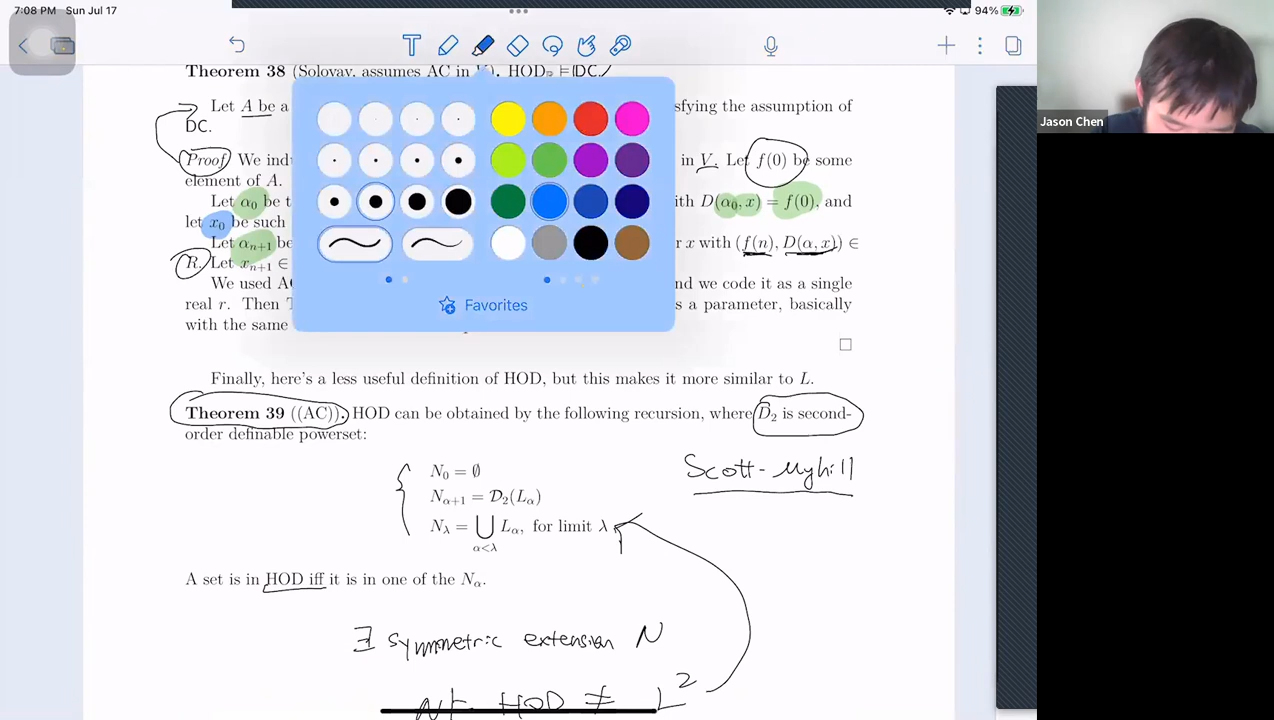 7:08 PM Sun Jul 17
94%
Theorem 38 (Solovay, assumes AC in V). HOD ⊨ DC.
Let A be a
sfying the assumption of
DC.
Proof. We ind
in V. Let f(0) be some
element of A.
Let α₀ be t
ith D(α₀, x) = f(0), and
let x₀ be such
Let αₙ₊₁ be
r x with (f(n), D(α, x)) ∈
R. Let xₙ₊₁ ∈
We used A
nd we code it as a single
real r. Then
s a parameter, basically
with the same
Favorites
□
Finally, here's a less useful definition of HOD, but this makes it more similar to L.
Theorem 39 ((AC)). HOD can be obtained by the following recursion, where D₂ is second-
order definable powerset:
Scott-Myhill
N₀ = ∅
Nα₊₁ = 𝒟₂(Lα)
Nλ = ⋃ Lα, for limit λ
α<λ
A set is in HOD iff it is in one of the Nα.
∃ symmetric extension N
N⊨ HOD ≠ L²
Jason Chen